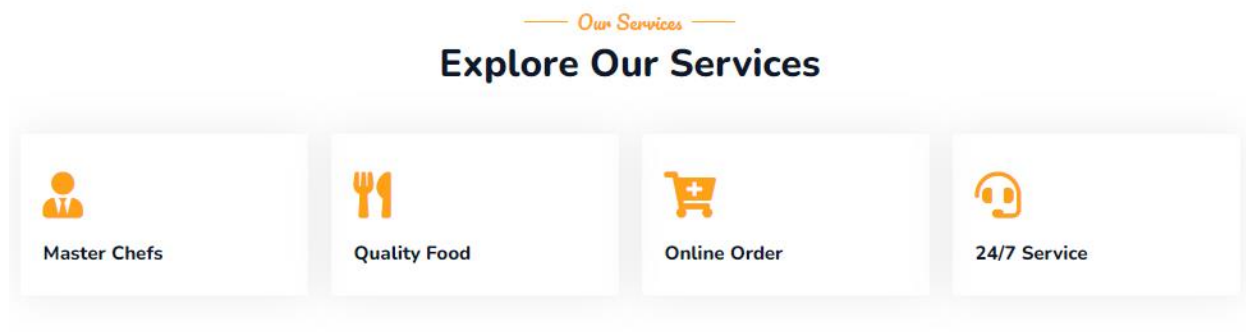 Our Services
Explore Our Services
Master Chefs
Quality Food
Online Order
24/7 Service